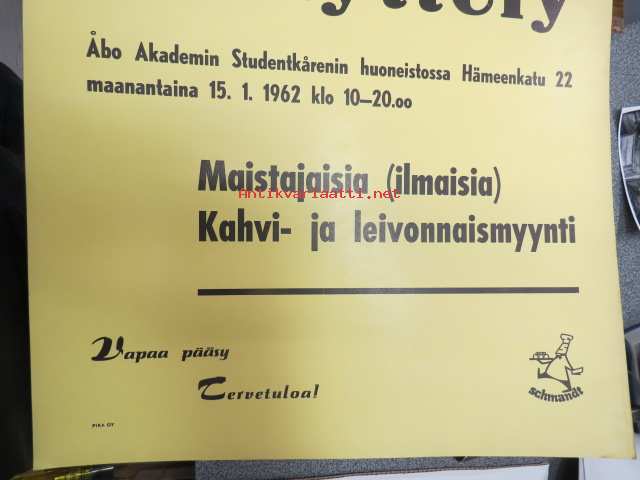 Åbo Akademin Studentkårenin huoneistossa Hämeenkatu 22
maanantaina 15. 1. 1962 klo 10–20.oo
Maistajaisia (ilmaisia)
Antikvariaatti.net
Kahvi- ja leivonnaismyynti
Vapaa pääsy
Tervetuloa!
schmandt
PIKA OY